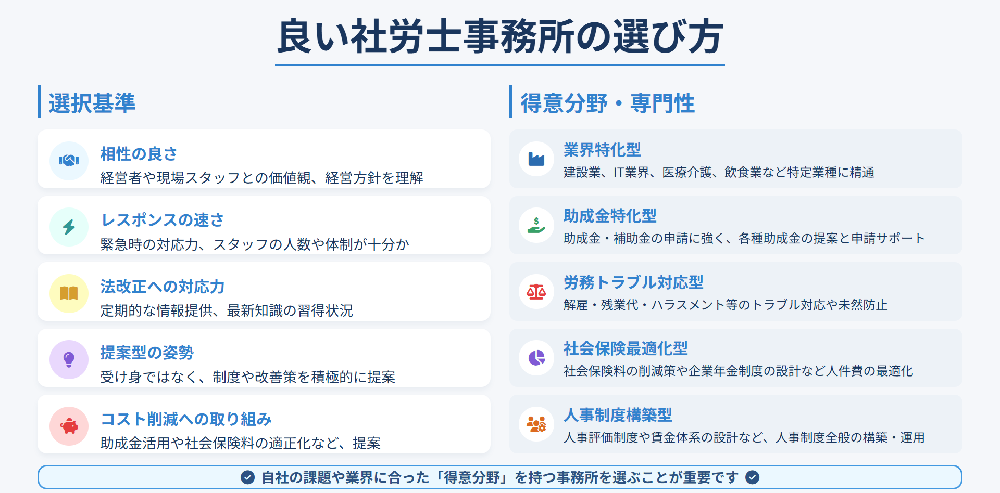 良い社労士事務所の選び方
選択基準
相性の良さ
経営者や現場スタッフとの価値観、経営方針を理解
レスポンスの速さ
緊急時の対応力、スタッフの人数や体制が十分か
法改正への対応力
定期的な情報提供、最新知識の習得状況
提案型の姿勢
受け身ではなく、制度や改善策を積極的に提案
コスト削減への取り組み
助成金活用や社会保険料の適正化など、提案
得意分野・専門性
業界特化型
建設業、IT業界、医療介護、飲食業など特定業種に精通
助成金特化型
助成金・補助金の申請に強く、各種助成金の提案と申請サポート
労務トラブル対応型
解雇・残業代・ハラスメント等のトラブル対応や未然防止
社会保険最適化型
社会保険料の削減策や企業年金制度の設計など人件費の最適化
人事制度構築型
人事評価制度や賃金体系の設計など、人事制度全般の構築・運用
自社の課題や業界に合った「得意分野」を持つ事務所を選ぶことが重要です